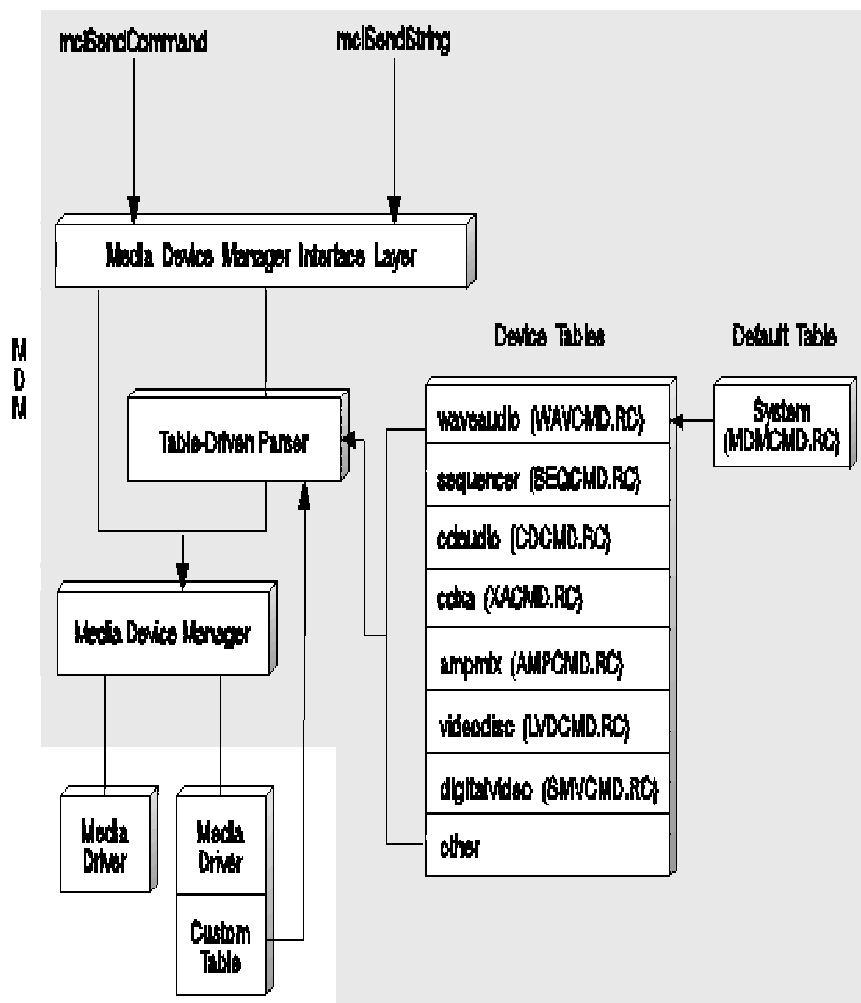 mciSendCommand
mciSendString
Media Device Manager Interface Layer
MDM
Device Tables
Default Table
Table-Driven Parser
waveaudio (WAVCMD.RC)
System
(MDMCMD.RC)
sequencer (SEQCMD.RC)
cdaudio (CDCMD.RC)
cdxa (XACMD.RC)
ampmix (AMPCMD.RC)
videodisc (LVDCMD.RC)
digitalvideo (SMVCMD.RC)
other
Media Device Manager
Media
Driver
Media
Driver
Custom
Table